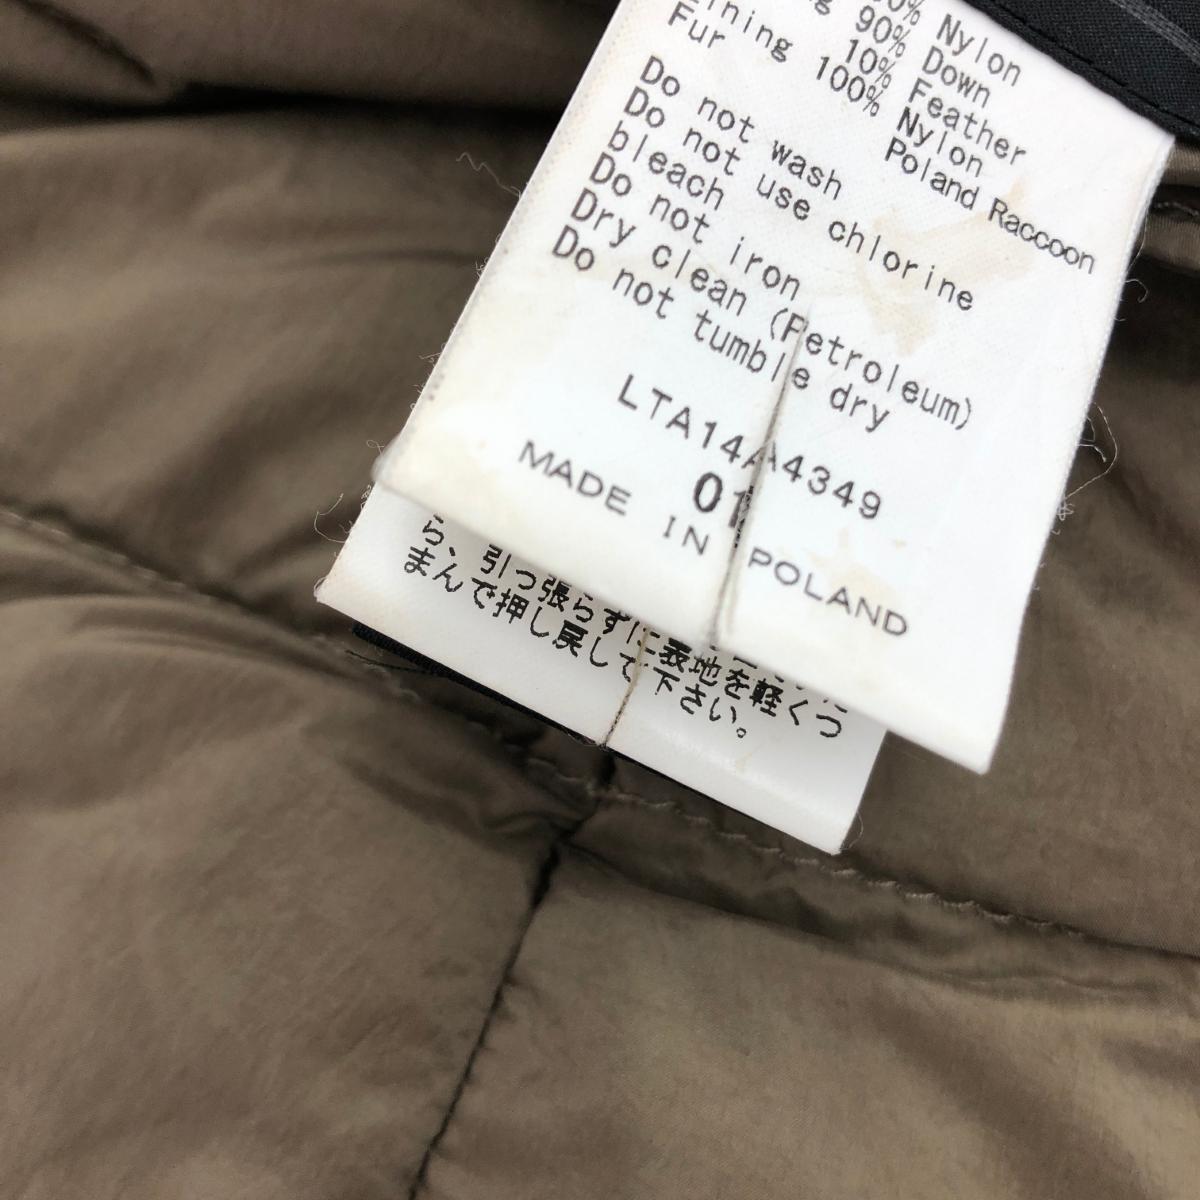 0% Nylon
g 90% Down
10% Feather
ining 100% Nylon
Fur Poland Raccoon
Do not wash
Do not use chlorine
bleach
Do not iron
Dry clean (Petroleum)
Do not tumble dry
LTA14A4349
01
MADE IN POLAND
ら、引っ張らずに表地を軽くつ
まんで押し戻して下さい。